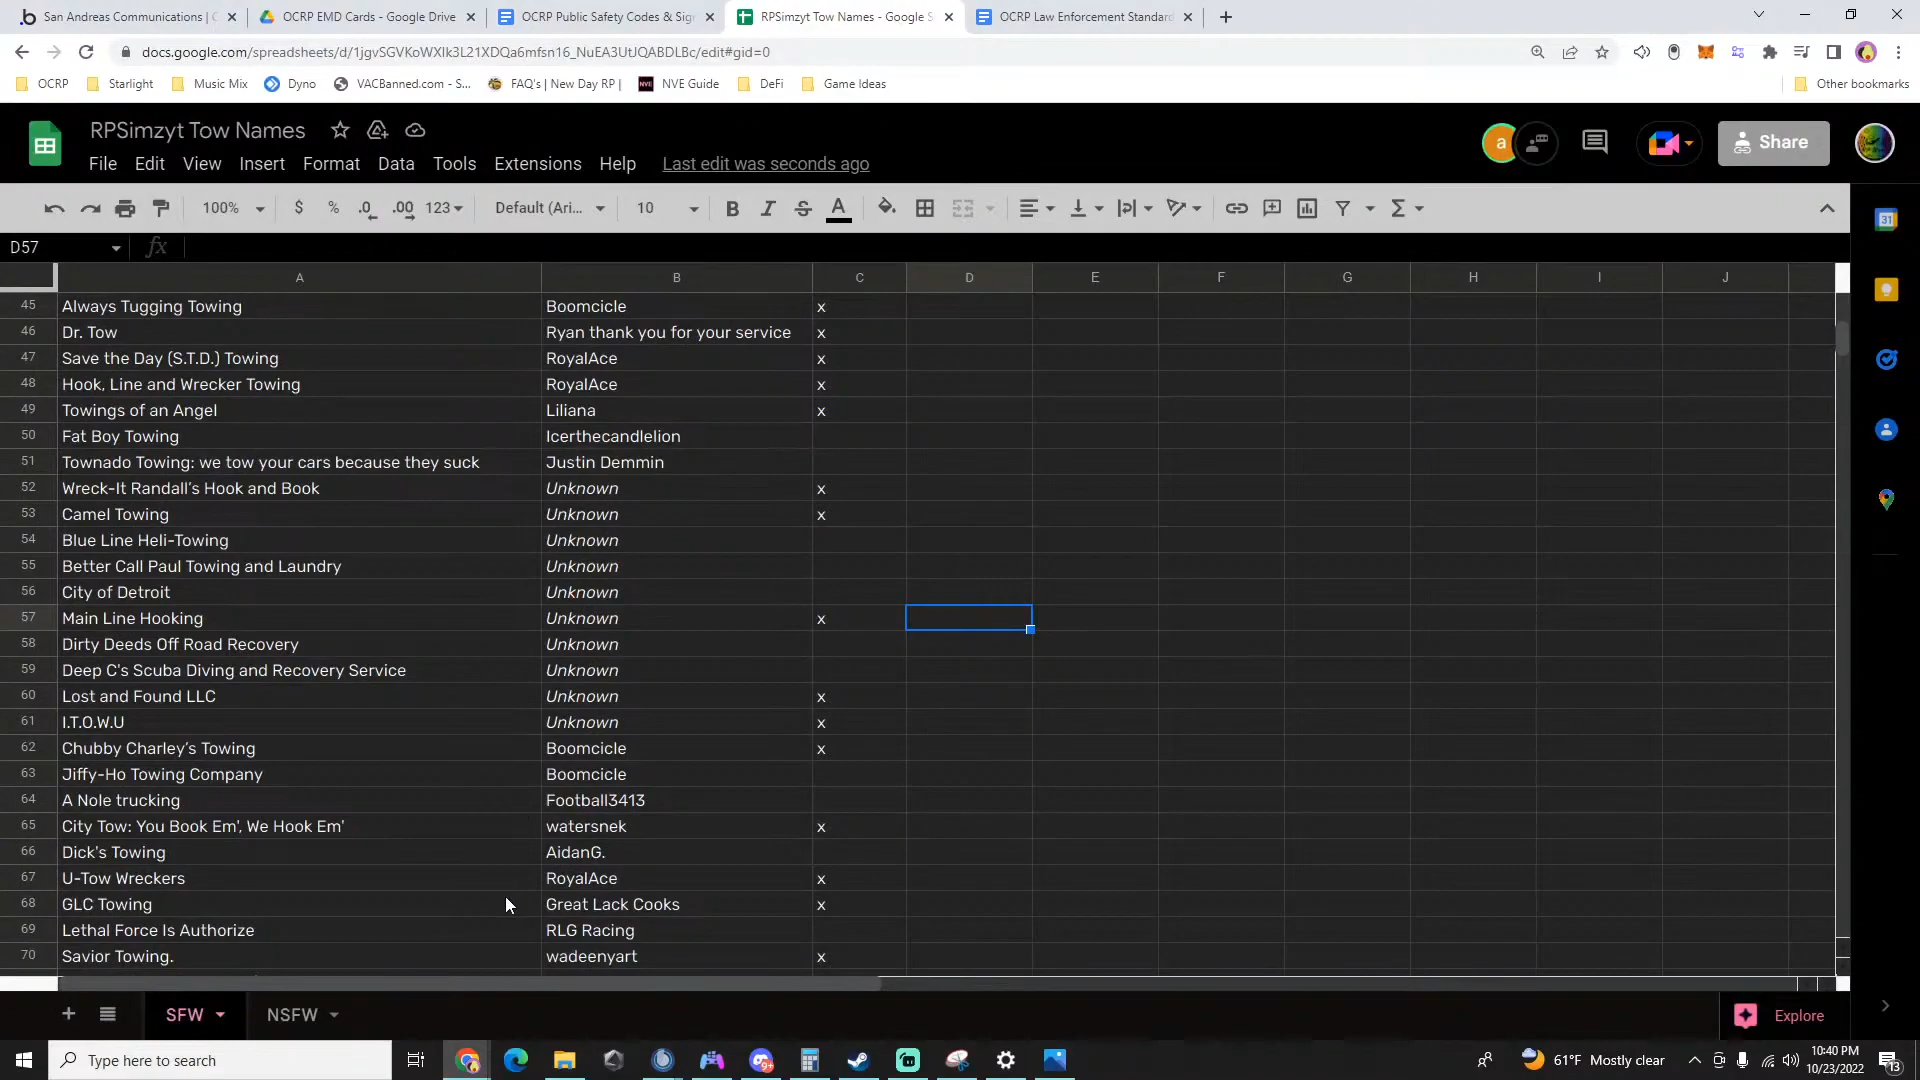 San Andreas Communications |
OCRP EMD Cards - Google Drive
OCRP Public Safety Codes & Sig
RPSimzyt Tow Names - Google S
OCRP Law Enforcement Standard
docs.google.com/spreadsheets/d/1jgvSGVKoWXIk3L21XDQa6mfsn16_NuEA3UtJQABDLBc/edit#gid=0
OCRP Starlight Music Mix Dyno VACBanned.com - S... FAQ's | New Day RP | NVE Guide DeFi Game Ideas Other bookmarks
RPSimzyt Tow Names
a
Share
File Edit View Insert Format Data Tools Extensions Help Last edit was seconds ago
100% $ % .0 .00 123 Default (Ari... 10 B I S A
D57 fx
A B C D E F G H I J
45 Always Tugging Towing Boomcicle x
46 Dr. Tow Ryan thank you for your service x
47 Save the Day (S.T.D.) Towing RoyalAce x
48 Hook, Line and Wrecker Towing RoyalAce x
49 Towings of an Angel Liliana x
50 Fat Boy Towing Icerthecandlelion
51 Townado Towing: we tow your cars because they suck Justin Demmin
52 Wreck-It Randall's Hook and Book Unknown x
53 Camel Towing Unknown x
54 Blue Line Heli-Towing Unknown
55 Better Call Paul Towing and Laundry Unknown
56 City of Detroit Unknown
57 Main Line Hooking Unknown x
58 Dirty Deeds Off Road Recovery Unknown
59 Deep C's Scuba Diving and Recovery Service Unknown
60 Lost and Found LLC Unknown x
61 I.T.O.W.U Unknown x
62 Chubby Charley's Towing Boomcicle x
63 Jiffy-Ho Towing Company Boomcicle
64 A Nole trucking Football3413
65 City Tow: You Book Em', We Hook Em' watersnek x
66 Dick's Towing AidanG.
67 U-Tow Wreckers RoyalAce x
68 GLC Towing Great Lack Cooks x
69 Lethal Force Is Authorize RLG Racing
70 Savior Towing. wadeenyart x
SFW NSFW Explore
Type here to search
61°F Mostly clear
10:40 PM
10/23/2022
13